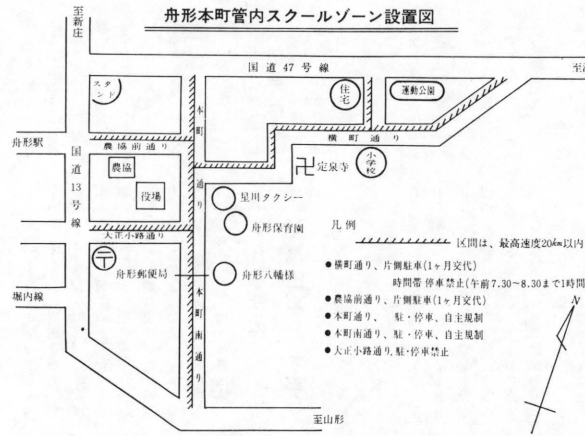 舟形本町管内スクールゾーン設置図
至新庄
国道47号線
スタンド
本町通り
住宅
運動公園
横町通り
舟形駅
農協前通り
国道13号線
農協
役場
卍定泉寺
小学校
星川タクシー
舟形保育園
大正小路通り
〒
舟形郵便局
舟形八幡様
堀内線
本町南通り
至山形
凡例
区間は、最高速度20km以内
●横町通り、片側駐車(1ヶ月交代)
時間帯 停車禁止(午前7.30~8.30まで1時間
●農協前通り、片側駐車(1ヶ月交代)
●本町通り、駐・停車、自主規制
●本町南通り、駐・停車、自主規制
●大正小路通り、駐・停車禁止
N